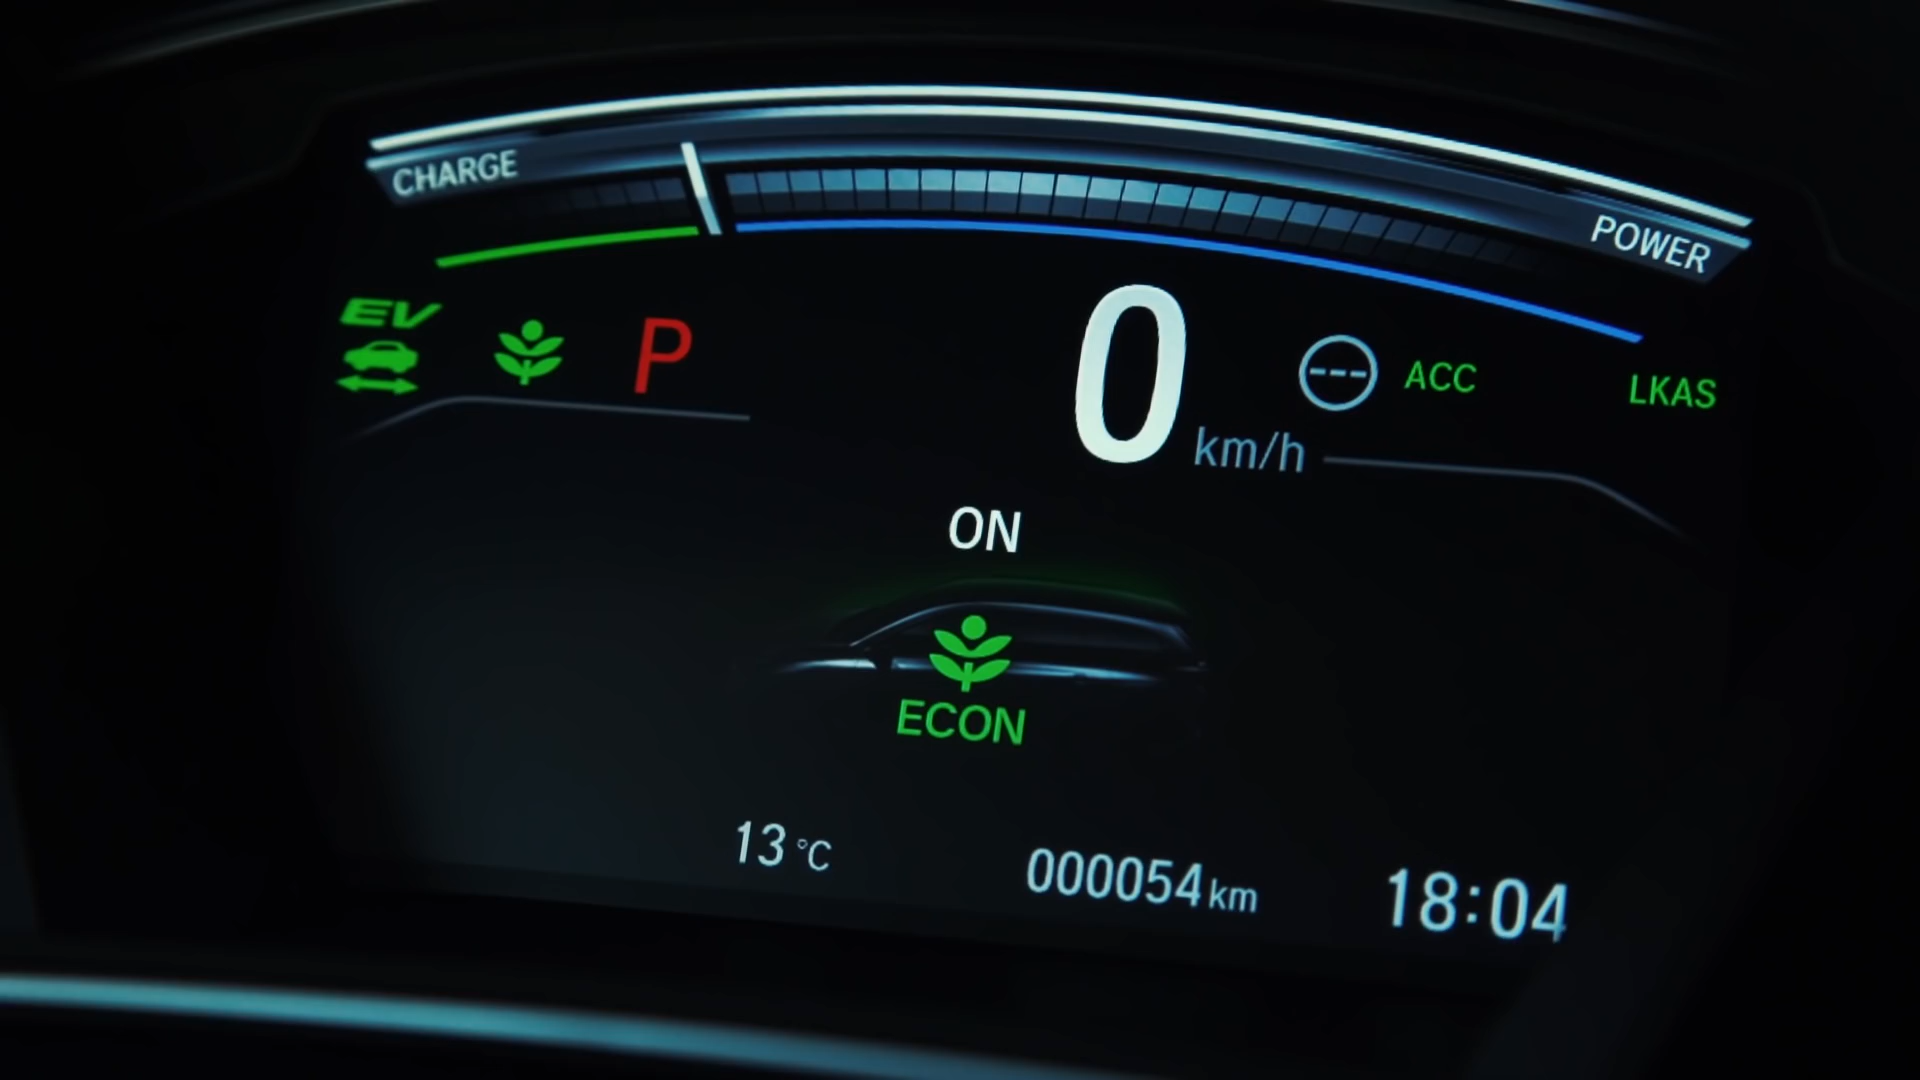 CHARGE
POWER
EV
P
0 km/h
--- ACC
LKAS
ON
ECON
13 °C
000054 km
18:04